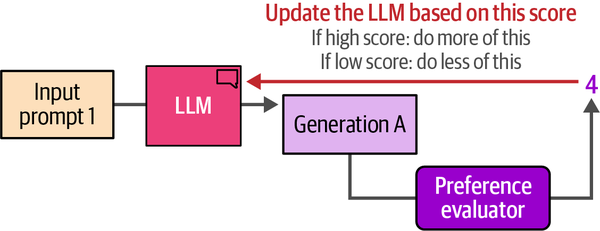 Update the LLM based on this score
If high score: do more of this
If low score: do less of this
Input
prompt 1
LLM
4
Generation A
Preference
evaluator